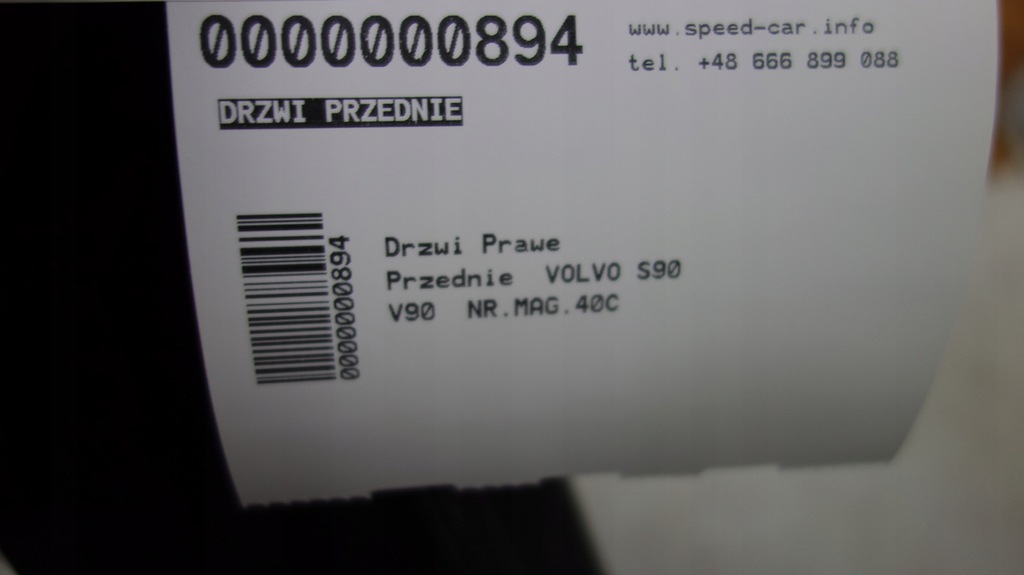 0000000894
www.speed-car.info
tel. +48 666 899 088
DRZWI PRZEDNIE
0000000894
Drzwi Prawe
Przednie VOLVO S90
V90 NR.MAG.40C